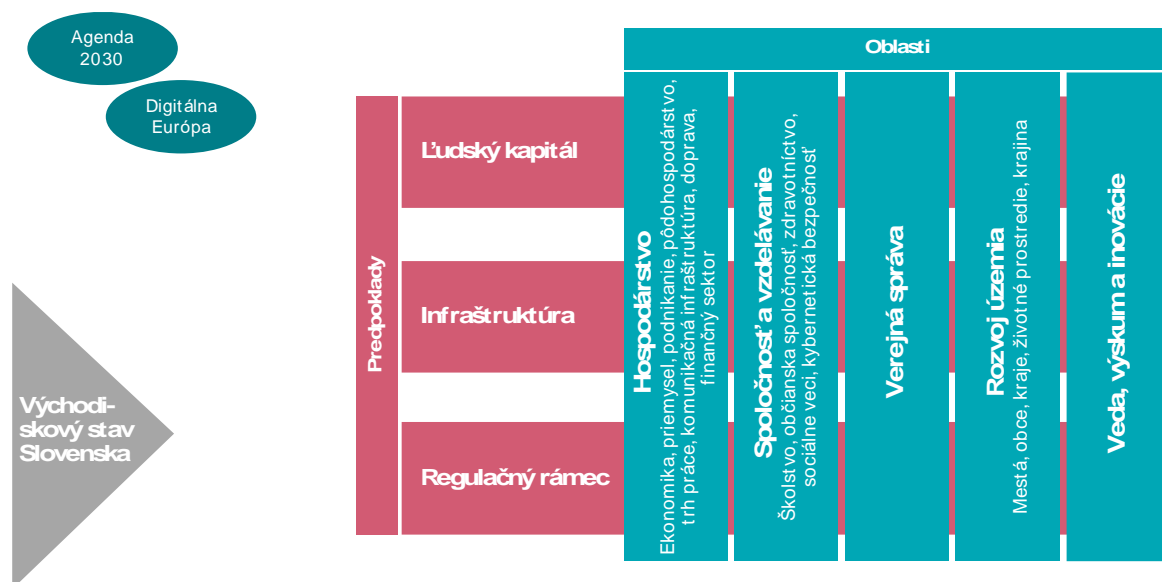 Agenda
2030
Digitálna
Európa
Východi-
skový stav
Slovenska
Predpoklady
Ľudský kapitál
Infraštruktúra
Regulačný rámec
Oblasti
Hospodárstvo
Ekonomika, priemysel, podnikanie, pôdohospodárstvo,
trh práce, komunikačná infraštruktúra, doprava,
finančný sektor
Spoločnosť a vzdelávanie
Školstvo, občianska spoločnosť, zdravotníctvo,
sociálne veci, kybernetická bezpečnosť
Verejná správa
Rozvoj územia
Mestá, obce, kraje, životné prostredie, krajina
Veda, výskum a inovácie